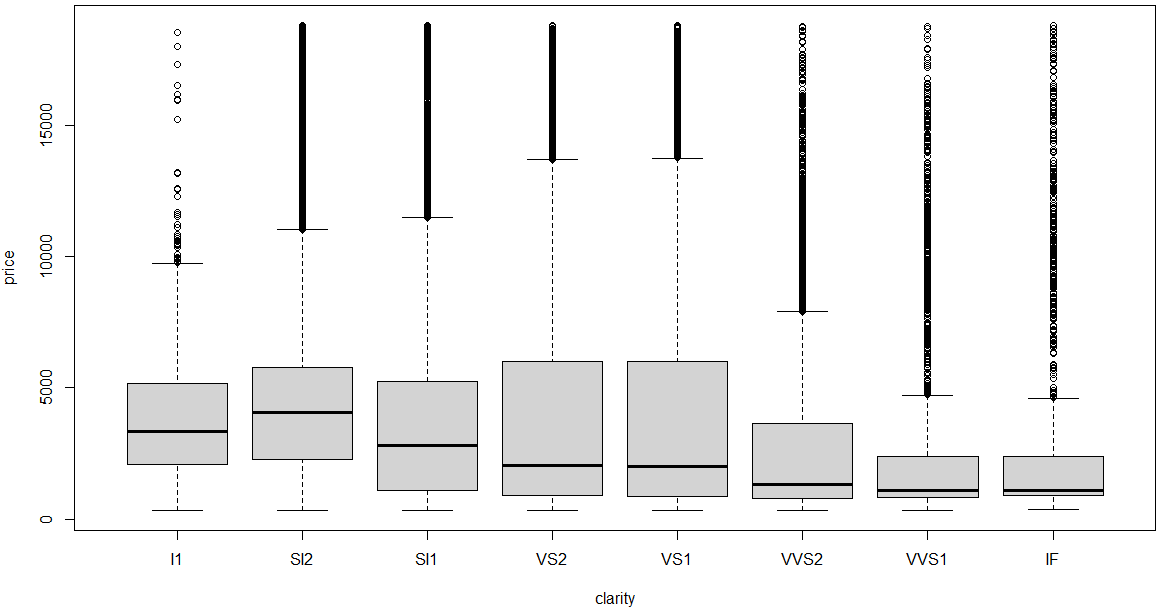 15000
10000
5000
0
price
I1 SI2 SI1 VS2 VS1 VVS2 VVS1 IF
clarity